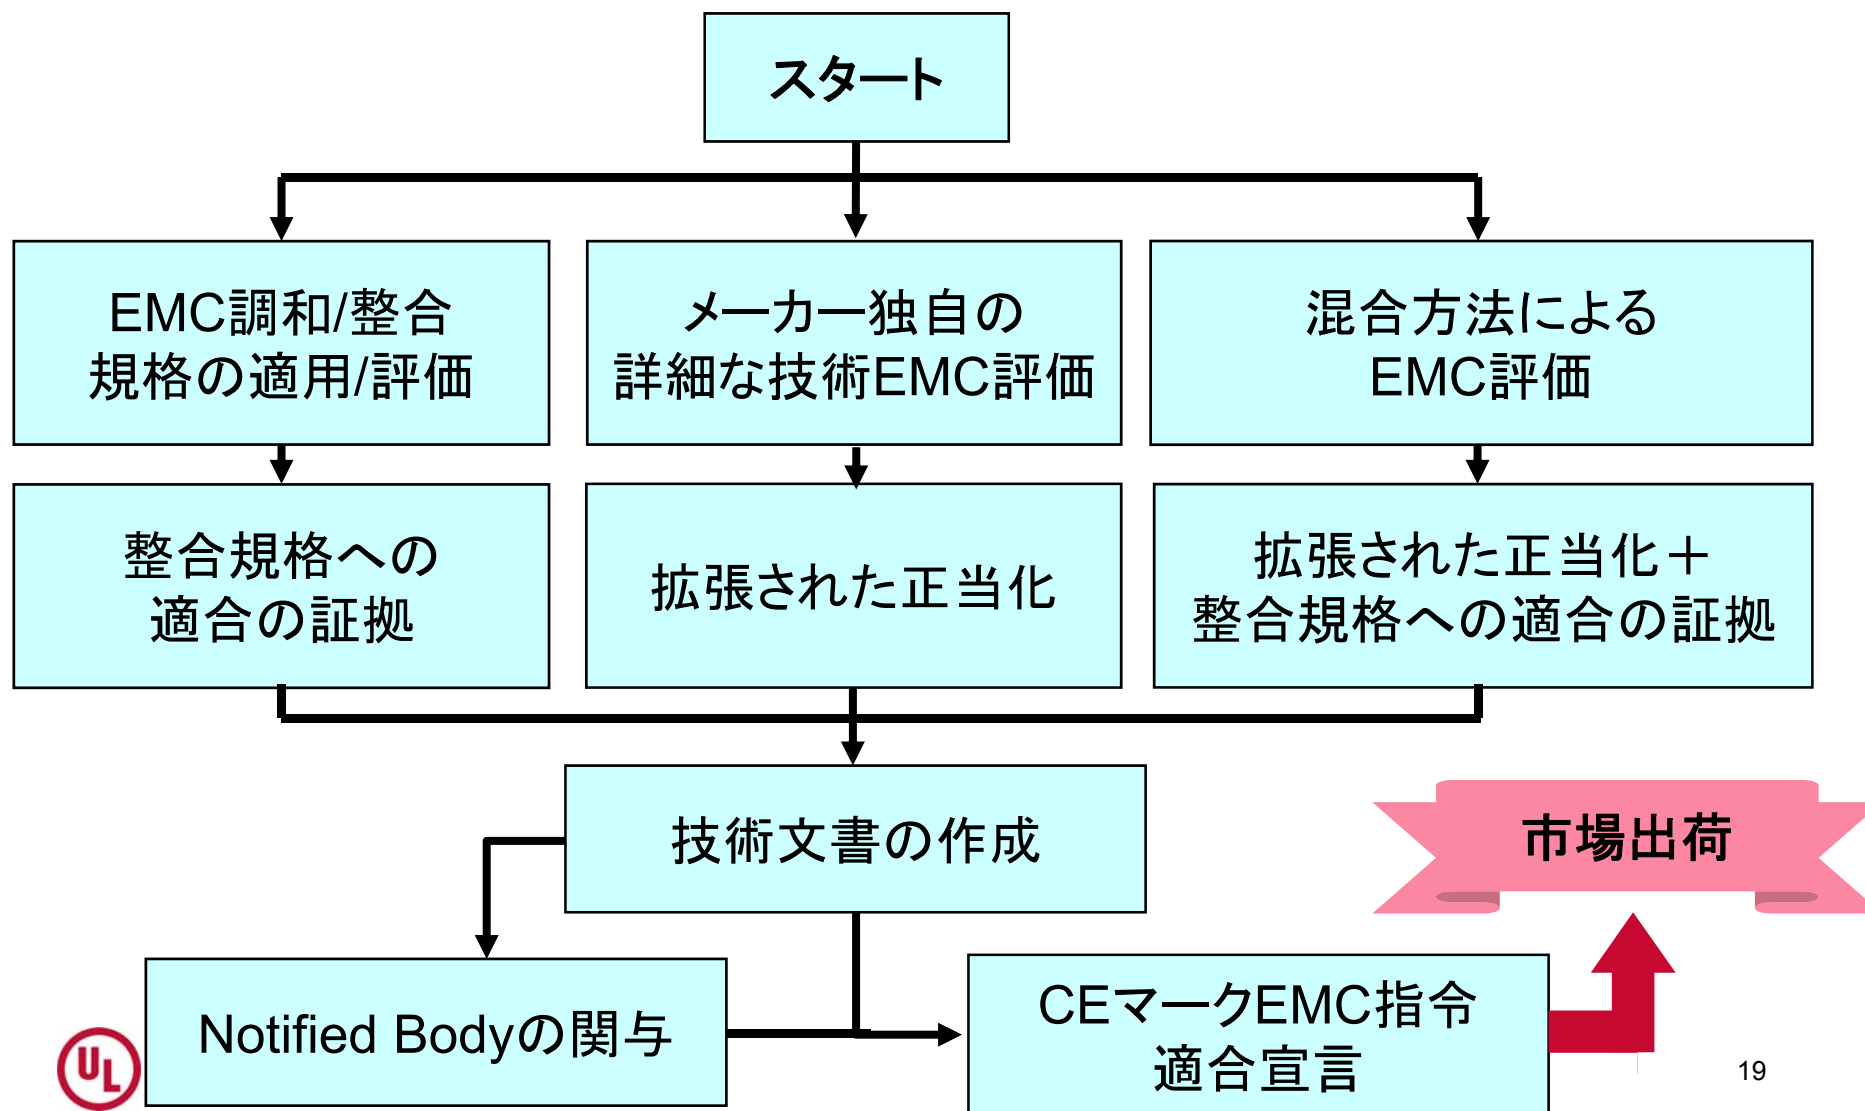 スタート
EMC調和/整合
規格の適用/評価
メーカー独自の
詳細な技術EMC評価
混合方法による
EMC評価
整合規格への
適合の証拠
拡張された正当化
拡張された正当化＋
整合規格への適合の証拠
技術文書の作成
市場出荷
Notified Bodyの関与
CEマークEMC指令
適合宣言
UL
19